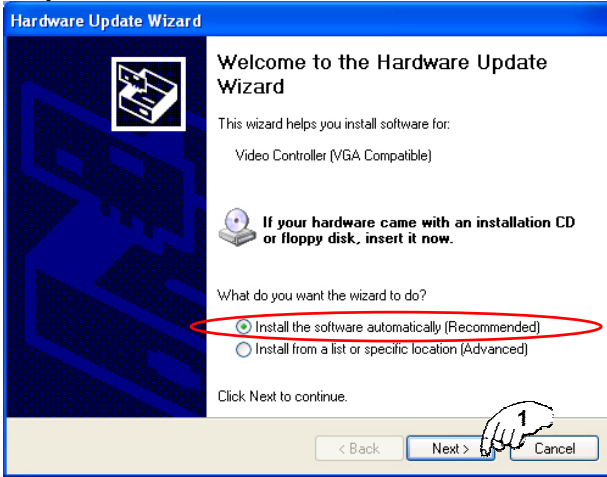 Hardware Update Wizard
Welcome to the Hardware Update
Wizard
This wizard helps you install software for:
Video Controller (VGA Compatible)
If your hardware came with an installation CD
or floppy disk, insert it now.
What do you want the wizard to do?
Install the software automatically (Recommended)
Install from a list or specific location (Advanced)
Click Next to continue.
1
< Back Next > Cancel